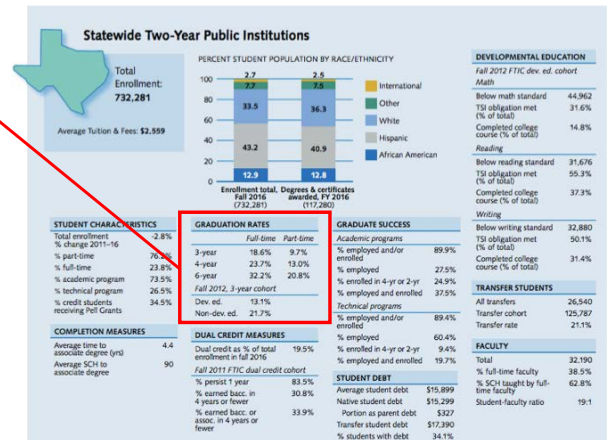 Statewide Two-Year Public Institutions
Total
Enrollment:
732,281
Average Tuition & Fees: $2,559
PERCENT STUDENT POPULATION BY RACE/ETHNICITY
100
80
60
40
20
0
2.7
7.7
33.5
43.2
12.9
2.5
7.5
36.3
40.9
12.8
Enrollment total,
Fall 2016
(732,281)
Degrees & certificates
awarded, FY 2016
(117,280)
International
Other
White
Hispanic
African American
STUDENT CHARACTERISTICS
Total enrollment
% change 2011–16 -2.8%
% part-time
% full-time 23.8%
% academic program 73.5%
% technical program 26.5%
% credit students
receiving Pell Grants 34.5%
COMPLETION MEASURES
Average time to
associate degree (yrs) 4.4
Average SCH to
associate degree 90
GRADUATION RATES
Full-time Part-time
3-year 18.6% 9.7%
4-year 23.7% 13.0%
6-year 32.2% 20.8%
Fall 2012, 3-year cohort
Dev. ed. 13.1%
Non-dev. ed. 21.7%
DUAL CREDIT MEASURES
Dual credit as % of total
enrollment in fall 2016 19.5%
Fall 2011 FTIC dual credit cohort
% persist 1 year 83.5%
% earned bacc. in
4 years or fewer 30.8%
% earned bacc. or
assoc. in 4 years or
fewer 33.9%
GRADUATE SUCCESS
Academic programs
% employed and/or
enrolled 89.9%
% employed 27.5%
% enrolled in 4-yr or 2-yr 24.9%
% employed and enrolled 37.5%
Technical programs
% employed and/or
enrolled 89.4%
% employed 60.4%
% enrolled in 4-yr or 2-yr 9.4%
% employed and enrolled 19.7%
STUDENT DEBT
Average student debt $15,899
Native student debt $15,299
Portion as parent debt $327
Transfer student debt $17,390
% students with debt 34.1%
DEVELOPMENTAL EDUCATION
Fall 2012 FTIC dev. ed. cohort
Math
Below math standard 44,962
TSI obligation met
(% of total) 31.6%
Completed college
course (% of total) 14.8%
Reading
Below reading standard 31,676
TSI obligation met
(% of total) 55.3%
Completed college
course (% of total) 37.3%
Writing
Below writing standard 32,880
TSI obligation met
(% of total) 50.1%
Completed college
course (% of total) 31.4%
TRANSFER STUDENTS
All transfers 26,540
Transfer cohort 125,787
Transfer rate 21.1%
FACULTY
Total 32,190
% full-time faculty 38.5%
% SCH taught by full-
time faculty 62.8%
Student-faculty ratio 19:1